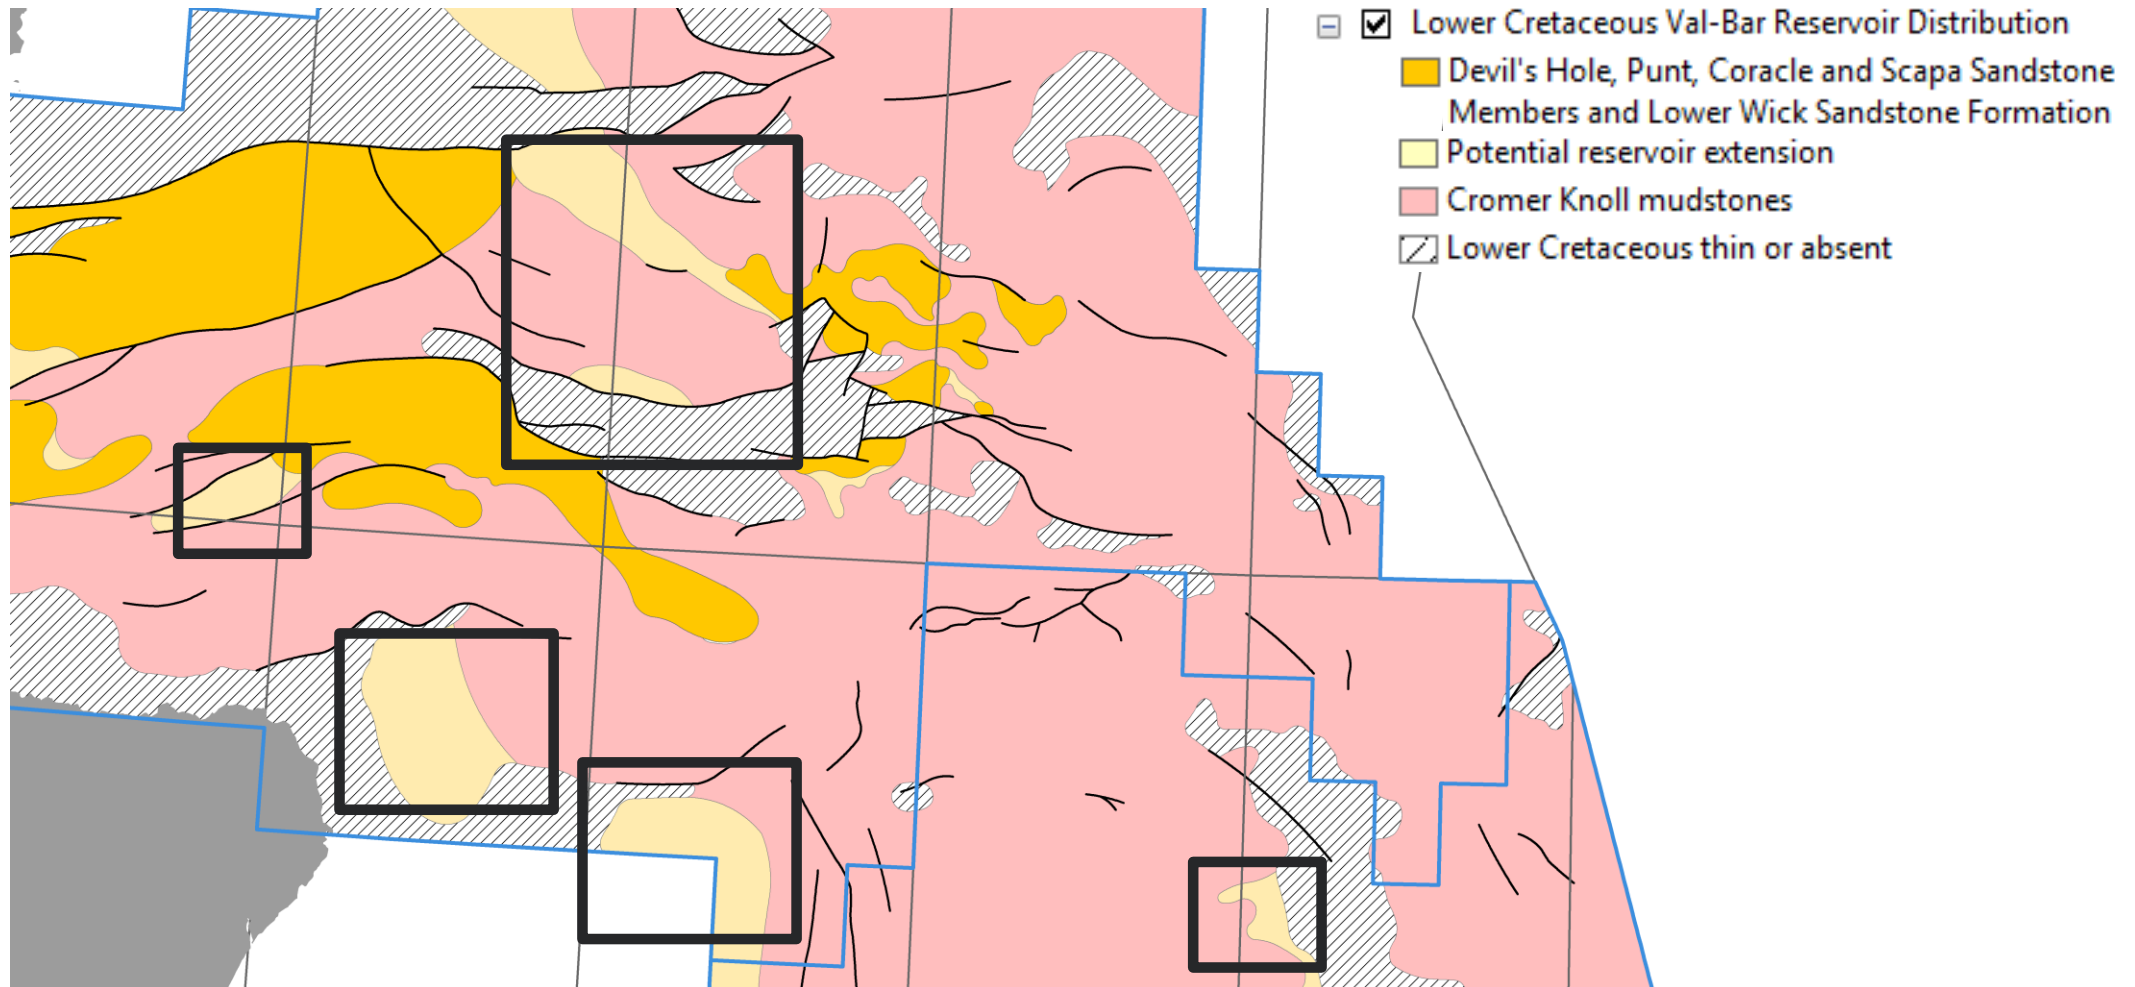 Lower Cretaceous Val-Bar Reservoir Distribution
Devil's Hole, Punt, Coracle and Scapa Sandstone
Members and Lower Wick Sandstone Formation
Potential reservoir extension
Cromer Knoll mudstones
Lower Cretaceous thin or absent